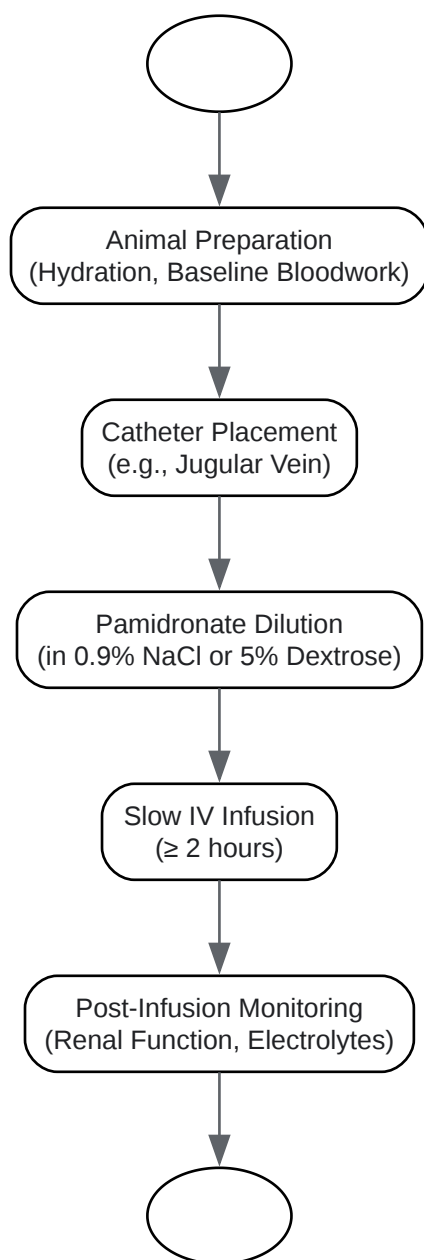 Animal Preparation
(Hydration, Baseline Bloodwork)
Catheter Placement
(e.g., Jugular Vein)
Pamidronate Dilution
(in 0.9% NaCl or 5% Dextrose)
Slow IV Infusion
(≥ 2 hours)
Post-Infusion Monitoring
(Renal Function, Electrolytes)